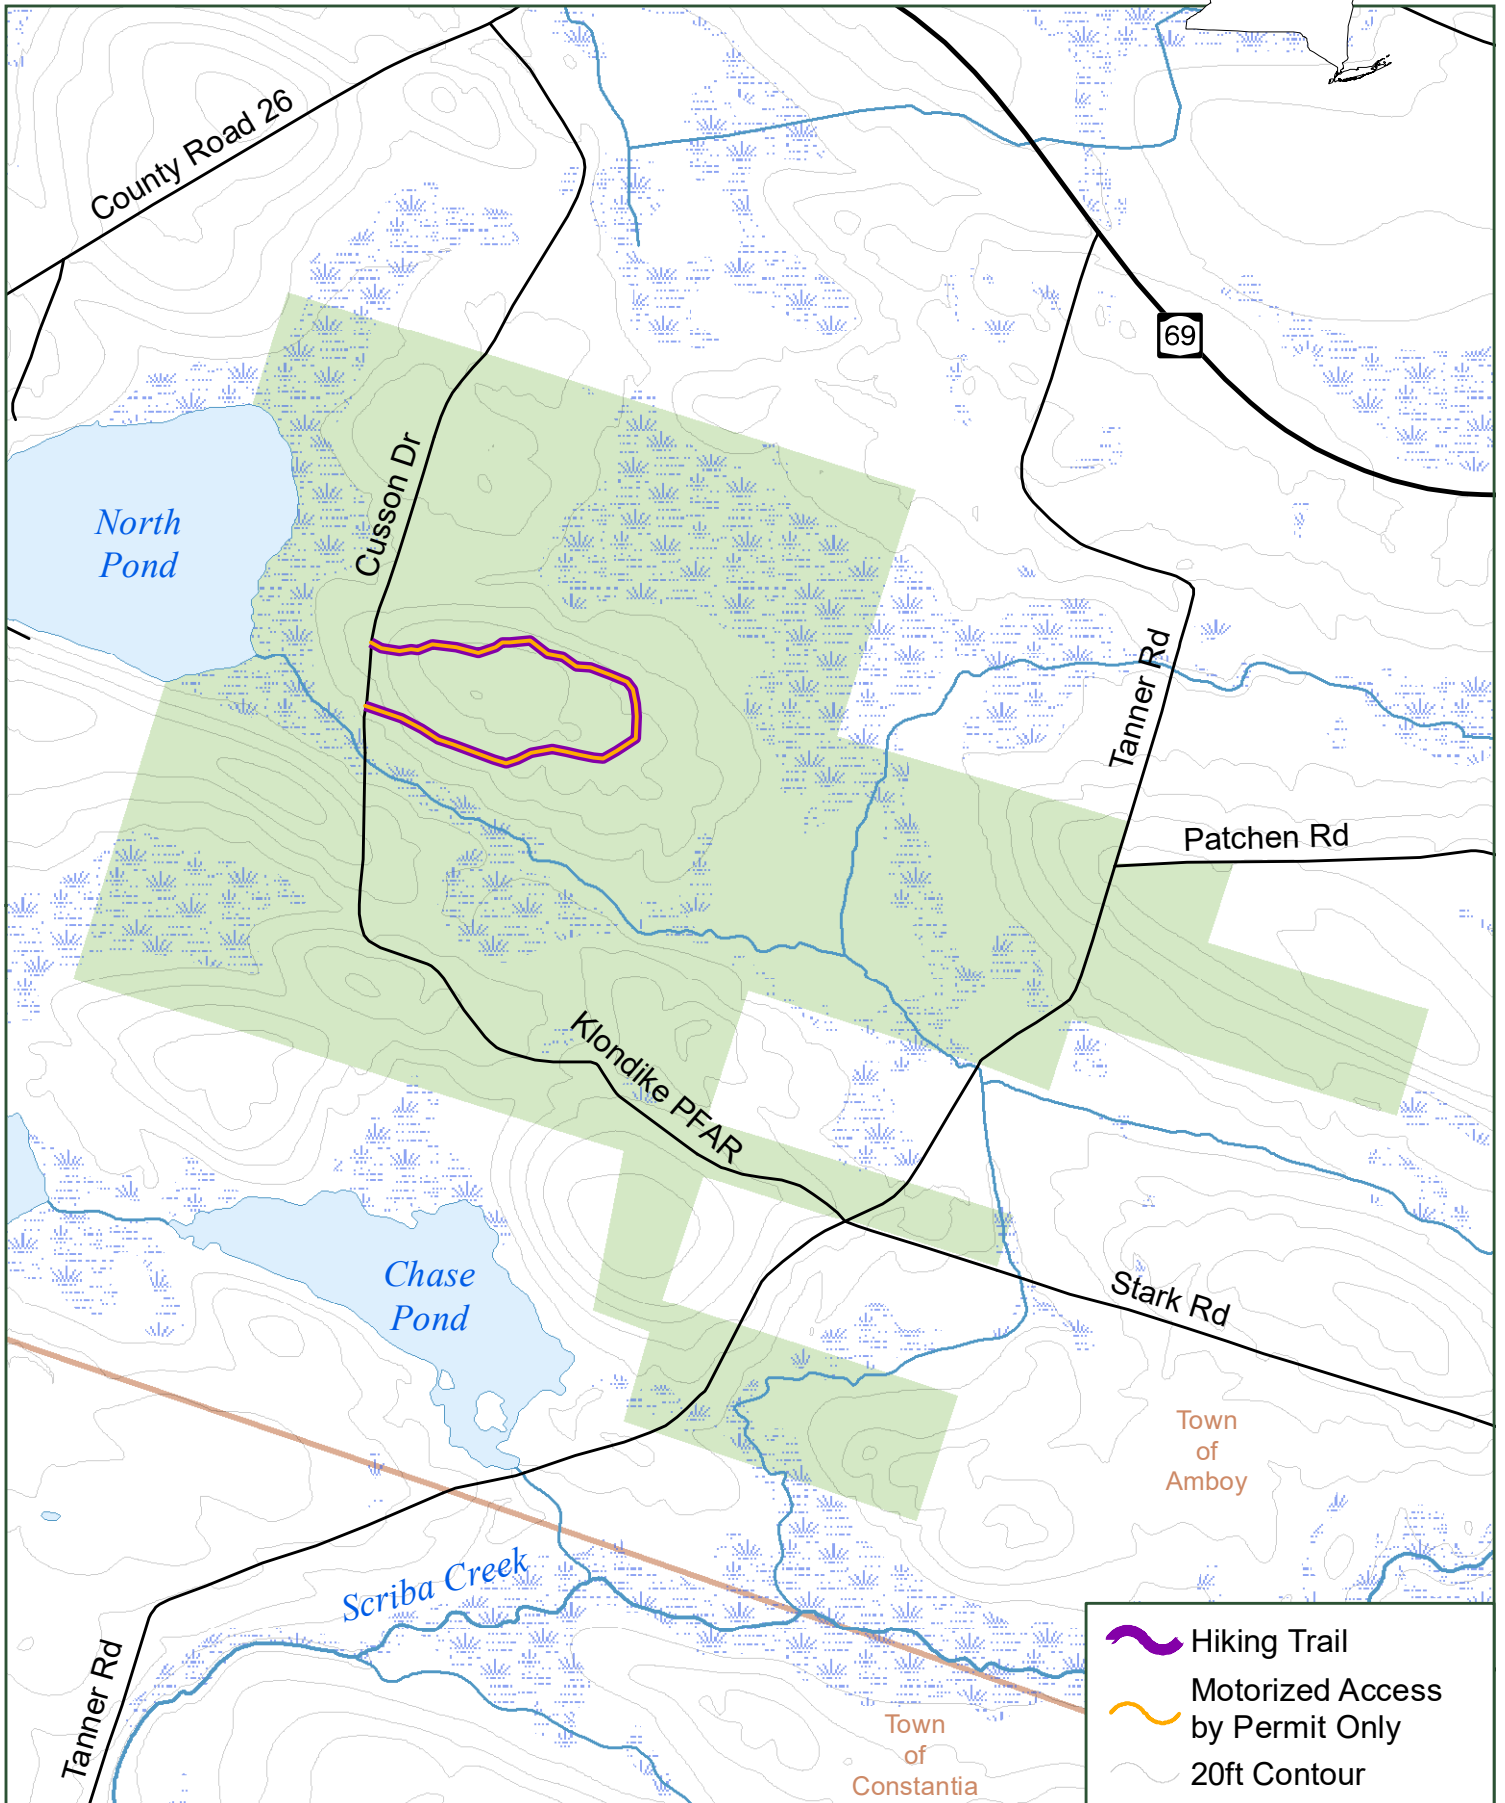 County Road 26
69
Cusson Dr
North
Pond
Tanner Rd
Patchen Rd
Klondike PFAR
Chase
Pond
Stark Rd
Town
of
Amboy
Scriba Creek
Tanner Rd
Town
of
Constantia
Hiking Trail
Motorized Access
by Permit Only
20ft Contour